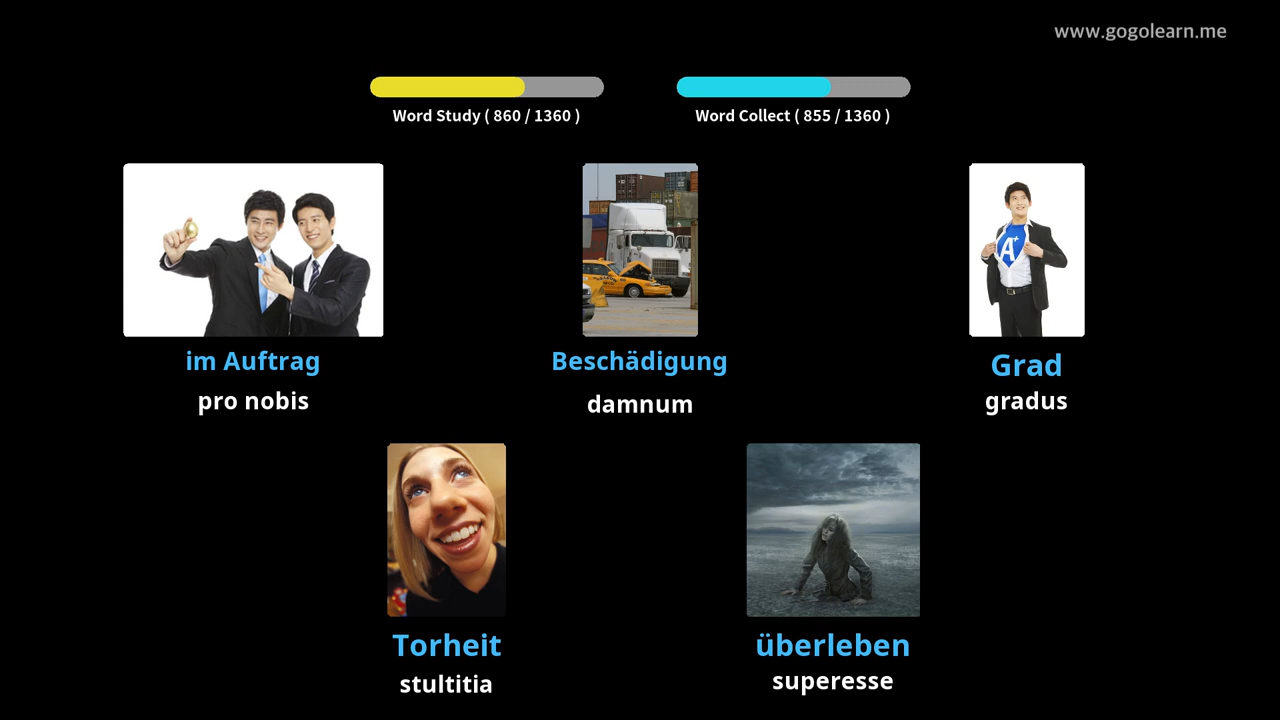 www.gogolearn.me
Word Study ( 860 / 1360 )
Word Collect ( 855 / 1360 )
A+
im Auftrag
pro nobis
Beschädigung
damnum
Grad
gradus
Torheit
stultitia
überleben
superesse